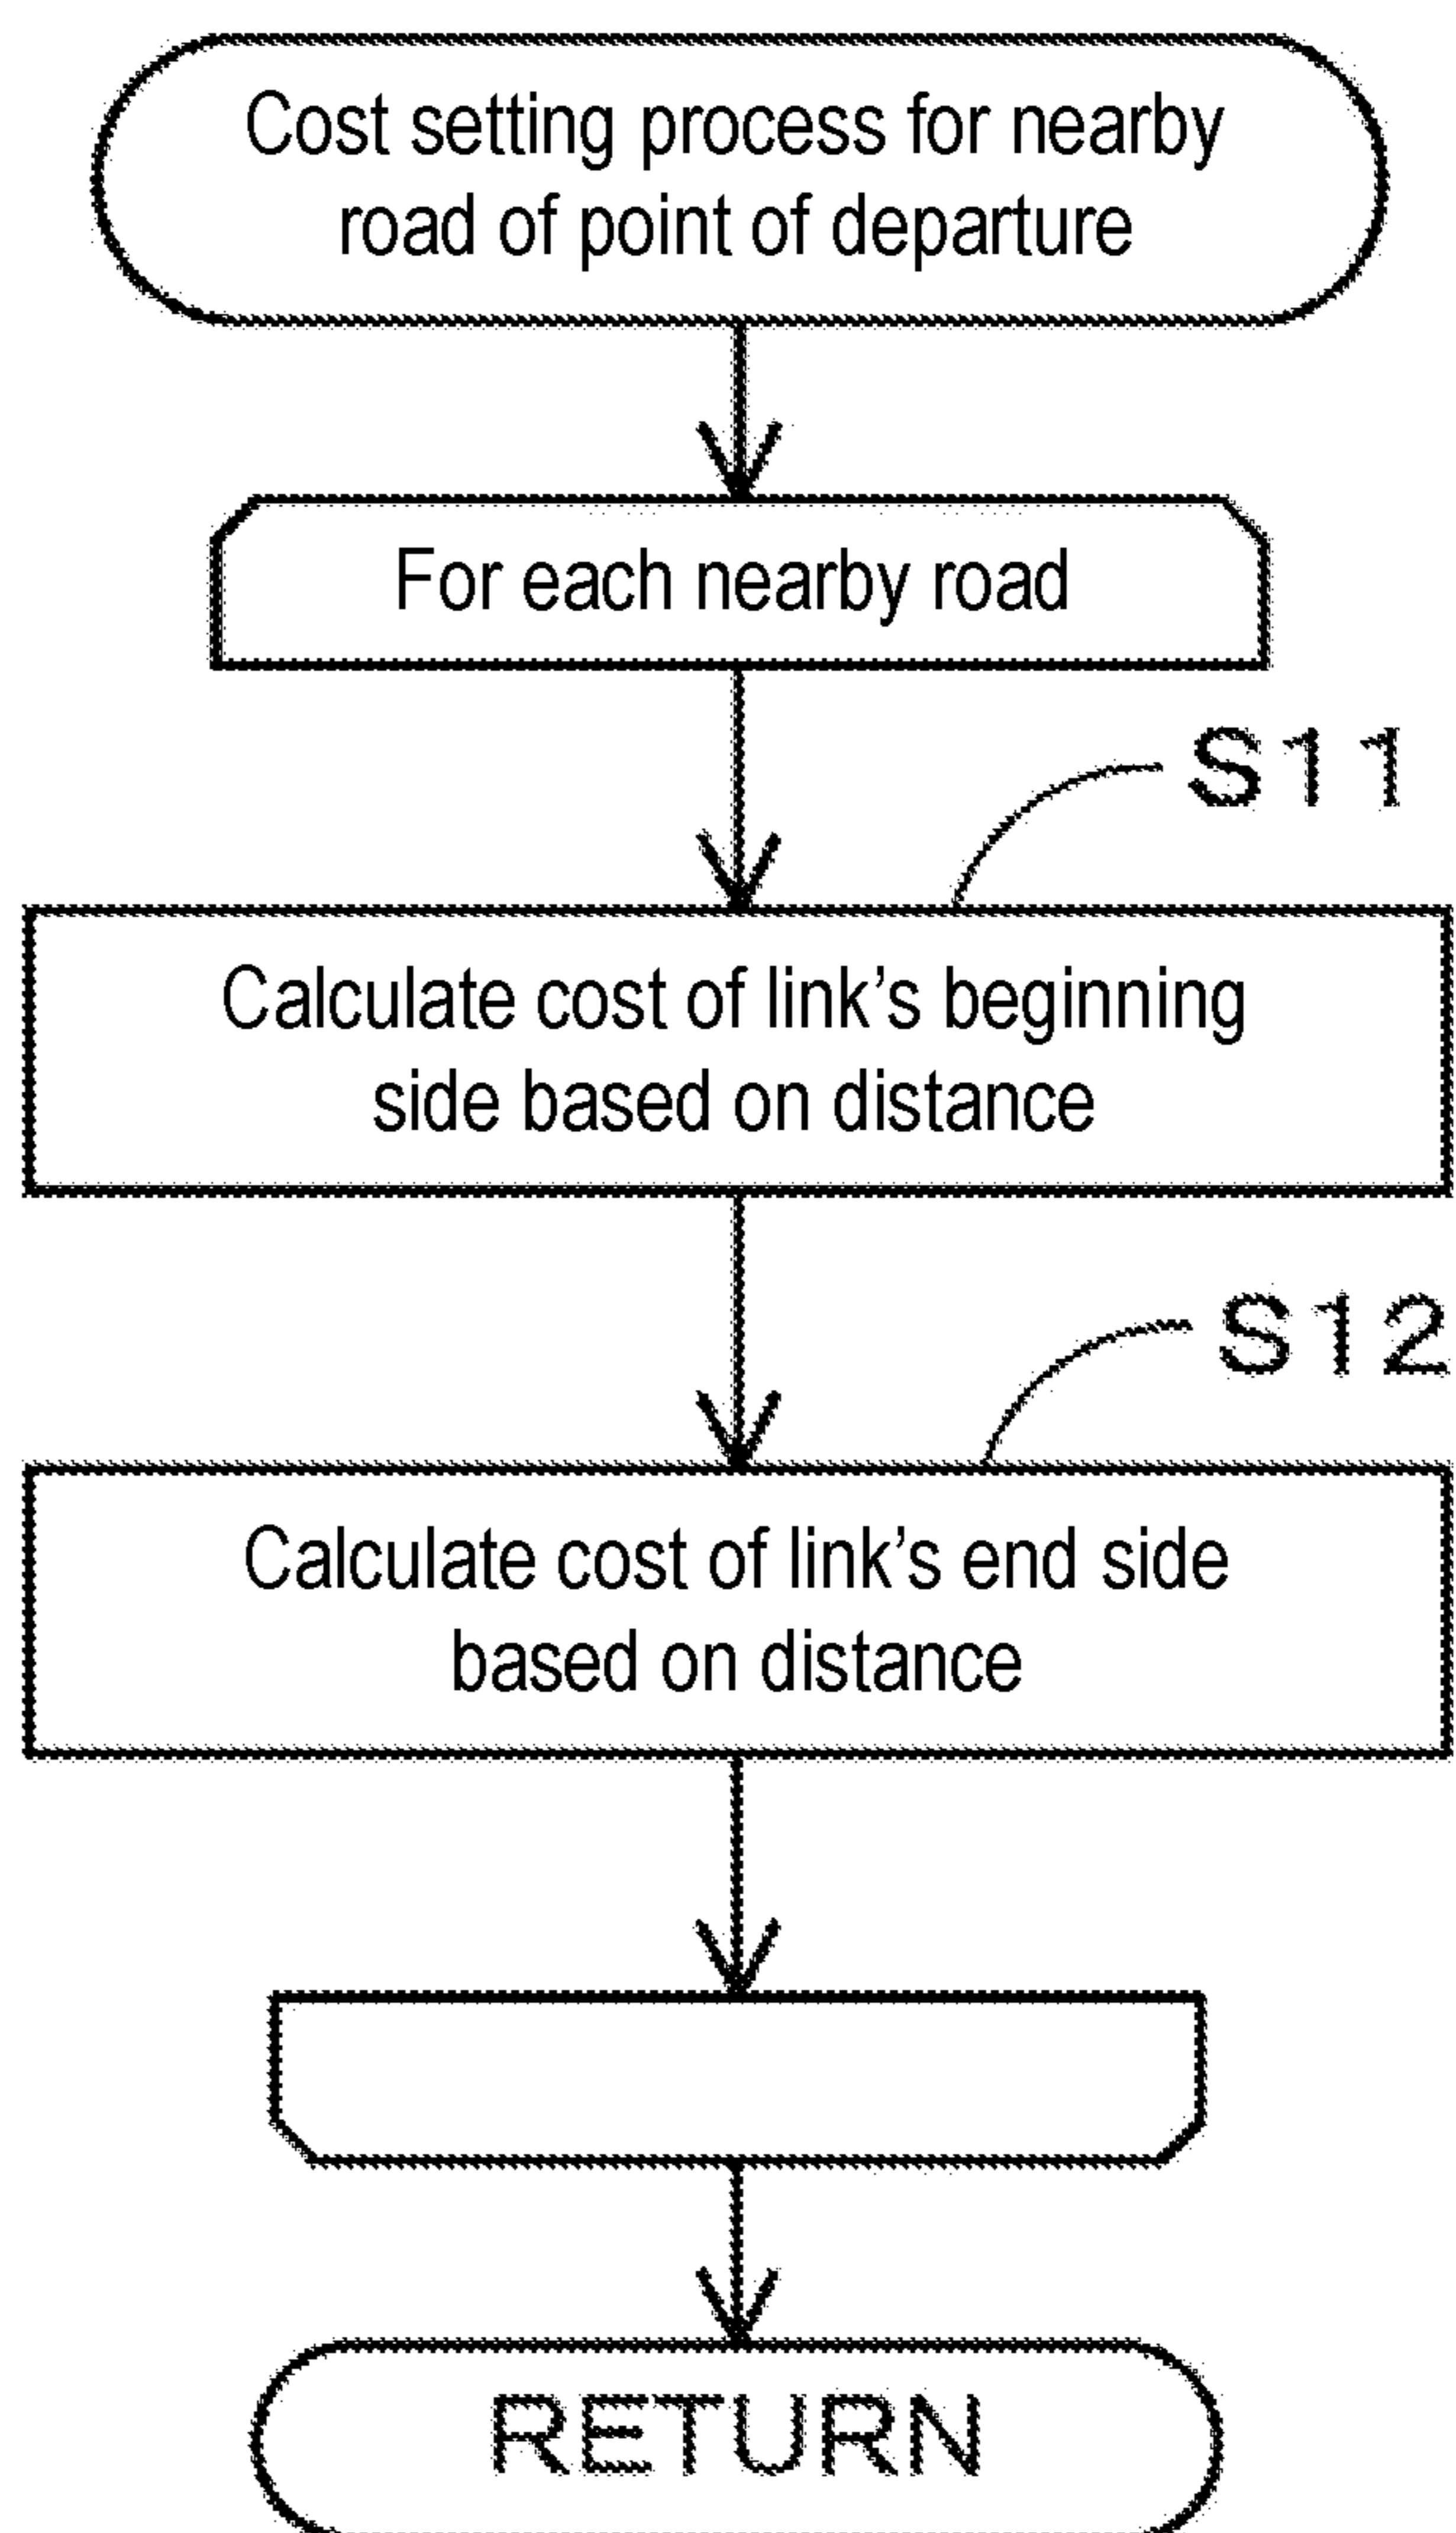 Cost setting process for nearby
road of point of departure
For each nearby road
S11
Calculate cost of link’s beginning
side based on distance
S12
Calculate cost of link’s end side
based on distance
RETURN